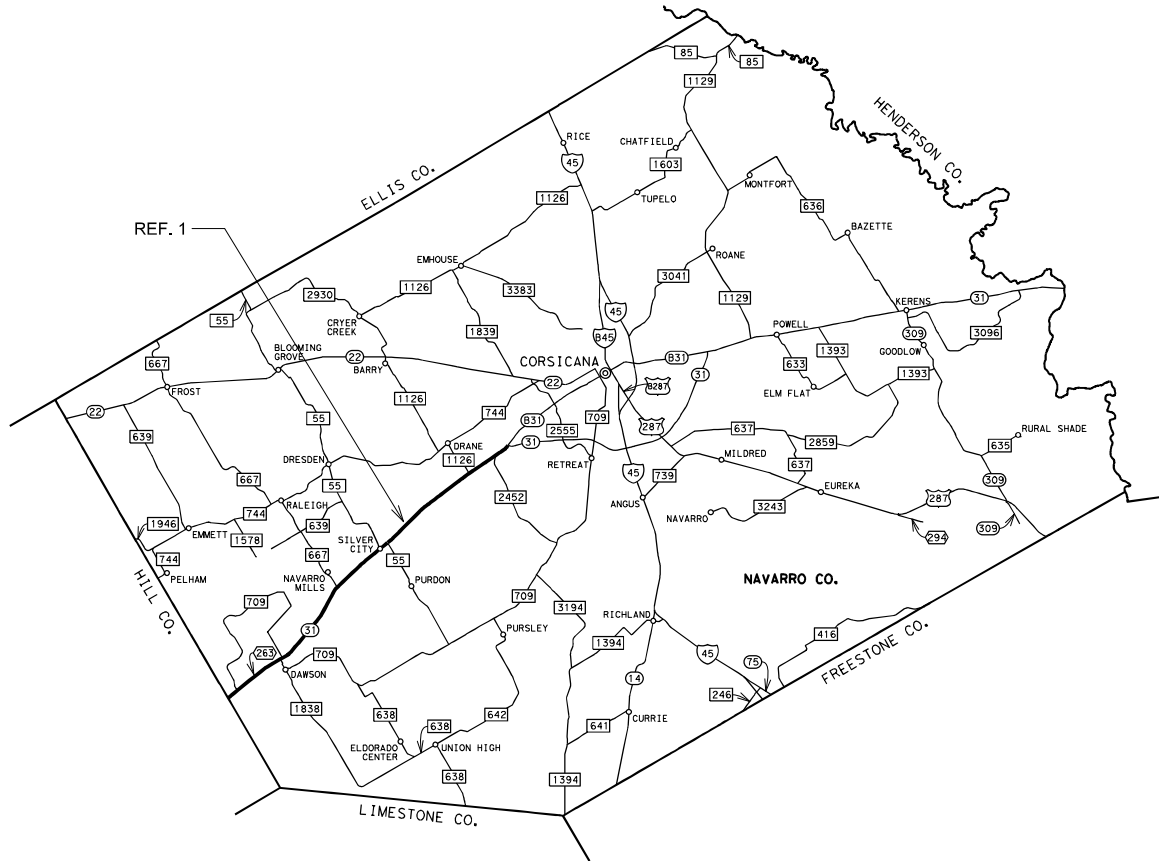 85
85
1129
HENDERSON CO.
RICE
CHATFIELD
45
1603
MONTFORT
TUPELO
ELLIS CO.
1126
636
REF. 1
BAZETTE
EMHOUSE
ROANE
3041
2930
1126
3383
1129
31
KERENS
55
CRYER
CREEK
45
1839
B45
POWELL
309
3096
BLOOMING
GROVE
22
CORSICANA
B31
GOODLOW
667
BARRY
633
1393
22
31
1393
FROST
B287
ELM FLAT
22
1126
709
55
744
B31
287
639
2555
31
637
2859
RURAL SHADE
DRANE
635
DRESDEN
1126
RETREAT
MILDRED
55
45
739
637
667
2452
309
EUREKA
RALEIGH
ANGUS
287
744
NAVARRO
3243
1946
639
EMMETT
309
1578
SILVER
CITY
294
744
667
55
PELHAM
NAVARRO
MILLS
PURDON
NAVARRO CO.
HILL CO.
709
709
3194
RICHLAND
416
31
PURSLEY
1394
FREESTONE CO.
263
709
45
75
DAWSON
14
246
1838
638
642
641
CURRIE
638
ELDORADO
CENTER
UNION HIGH
638
1394
LIMESTONE CO.